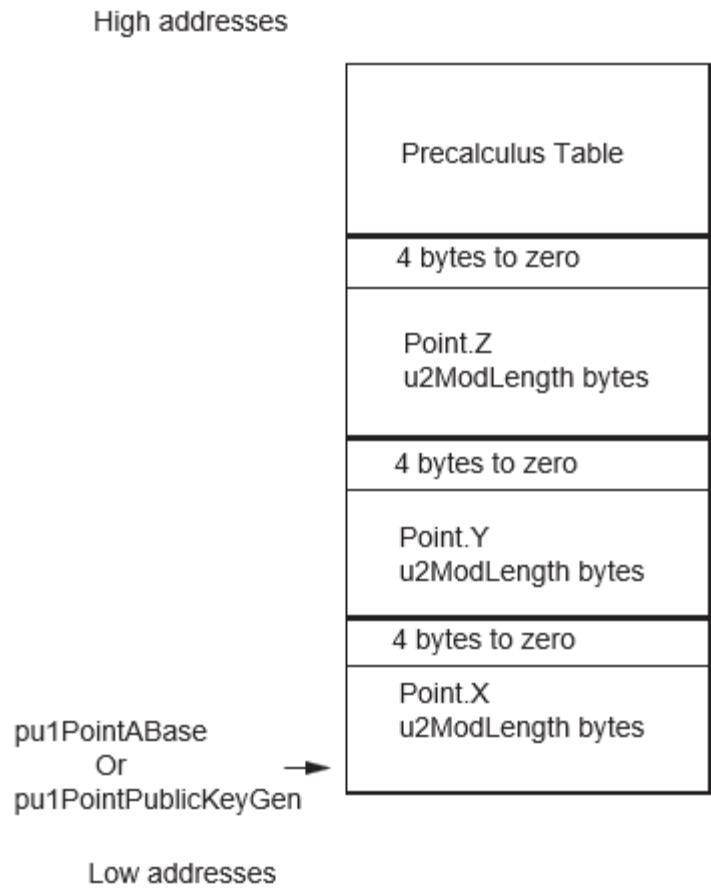 High addresses
Precalculus Table
4 bytes to zero
Point.Z
u2ModLength bytes
4 bytes to zero
Point.Y
u2ModLength bytes
4 bytes to zero
Point.X
u2ModLength bytes
pu1PointABase
Or
pu1PointPublicKeyGen
Low addresses